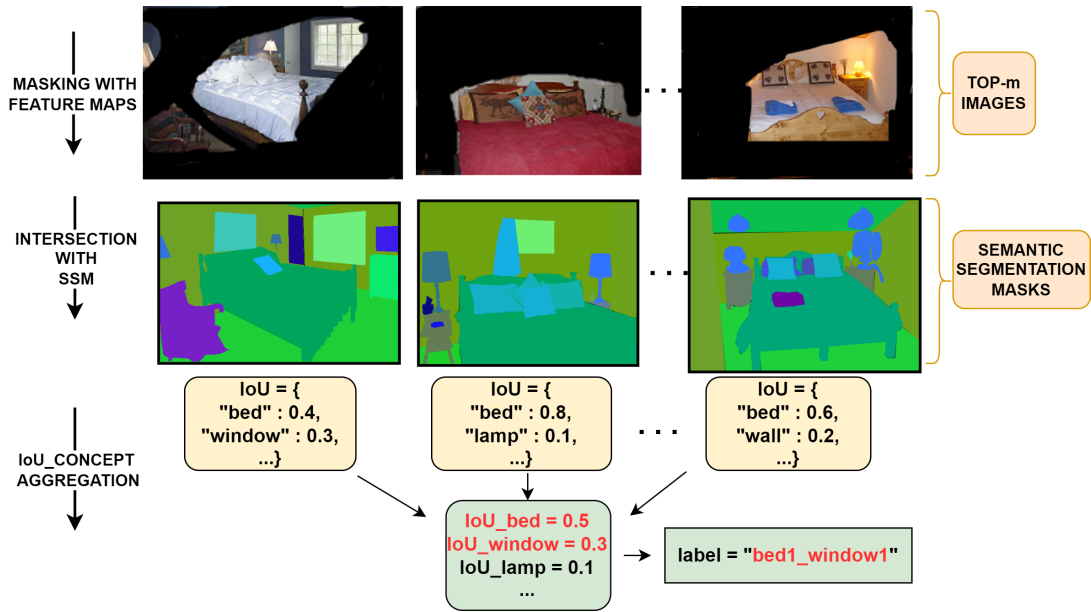 MASKING WITH
FEATURE MAPS
. . .
TOP-m
IMAGES
INTERSECTION
WITH
SSM
. . .
SEMANTIC
SEGMENTATION
MASKS
IoU = {
"bed" : 0.4,
"window" : 0.3,
...}
IoU = {
"bed" : 0.8,
"lamp" : 0.1,
...}
. . .
IoU = {
"bed" : 0.6,
"wall" : 0.2,
...}
IoU_CONCEPT
AGGREGATION
IoU_bed = 0.5
IoU_window = 0.3
IoU_lamp = 0.1
...
label = "bed1_window1"